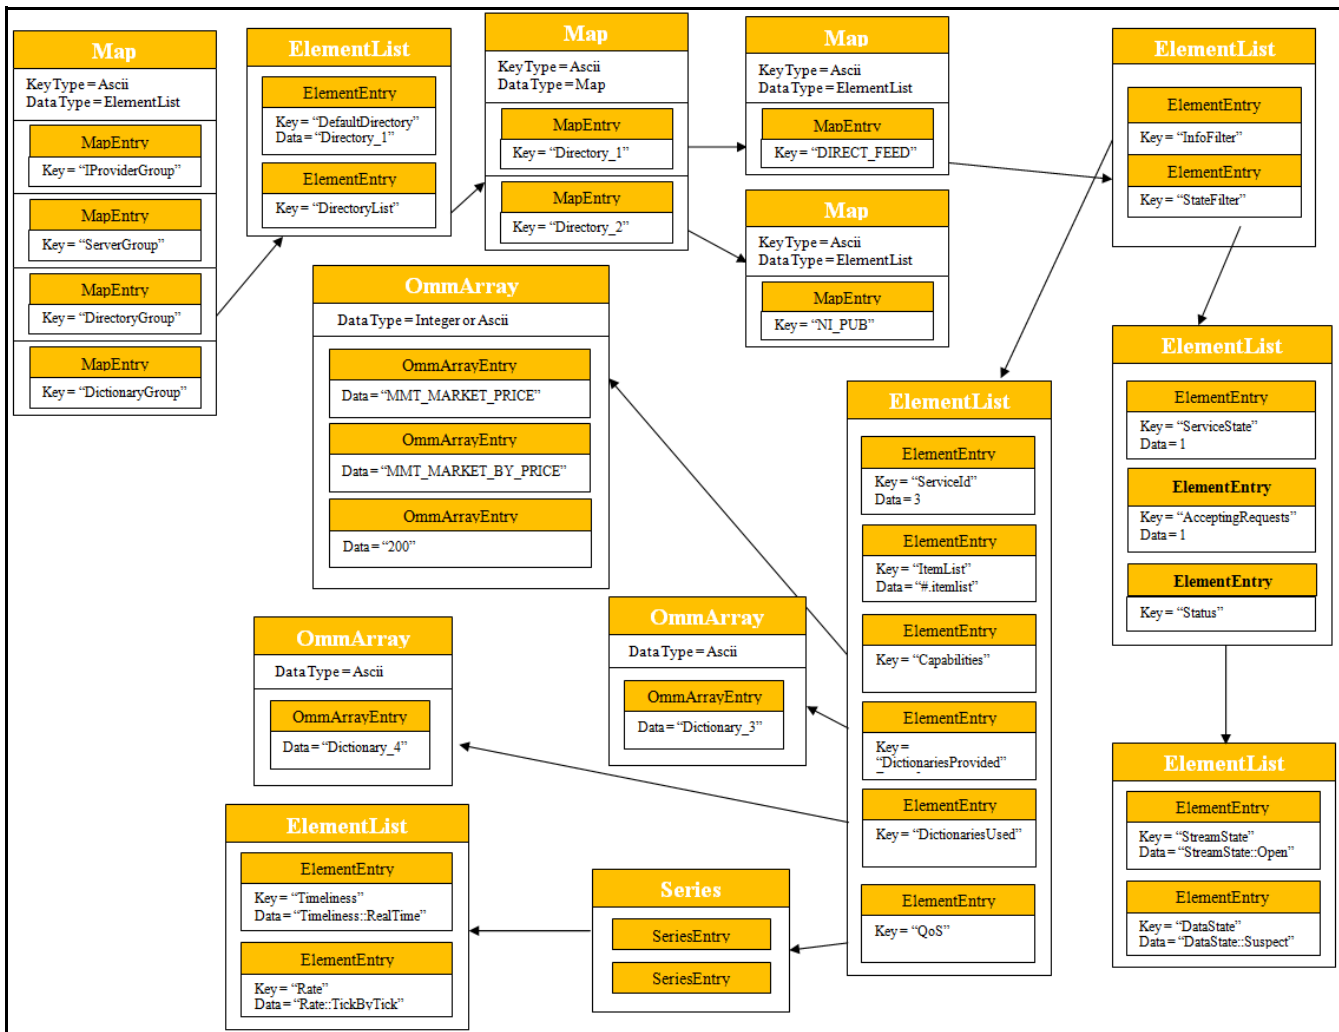 Map
KeyType = Ascii
DataType = ElementList
MapEntry
Key = “IProviderGroup”
MapEntry
Key = “ServerGroup”
MapEntry
Key = “DirectoryGroup”
MapEntry
Key = “DictionaryGroup”
ElementList
ElementEntry
Key = “DefaultDirectory”
Data = “Directory_1”
ElementEntry
Key = “DirectoryList”
Map
KeyType = Ascii
DataType = Map
MapEntry
Key = “Directory_1”
MapEntry
Key = “Directory_2”
Map
KeyType = Ascii
DataType = ElementList
MapEntry
Key = “DIRECT_FEED”
Map
KeyType = Ascii
DataType = ElementList
MapEntry
Key = “NI_PUB”
ElementList
ElementEntry
Key = “InfoFilter”
ElementEntry
Key = “StateFilter”
OmmArray
DataType = Integer or Ascii
OmmArrayEntry
Data = “MMT_MARKET_PRICE”
OmmArrayEntry
Data = “MMT_MARKET_BY_PRICE”
OmmArrayEntry
Data = “200”
ElementList
ElementEntry
Key = “ServiceId”
Data = 3
ElementEntry
Key = “ItemList”
Data = “#.itemlist”
ElementEntry
Key = “Capabilities”
ElementEntry
Key =
“DictionariesProvided”
ElementEntry
Key = “DictionariesUsed”
ElementEntry
Key = “QoS”
ElementList
ElementEntry
Key = “ServiceState”
Data = 1
ElementEntry
Key = “AcceptingRequests”
Data = 1
ElementEntry
Key = “Status”
OmmArray
DataType = Ascii
OmmArrayEntry
Data = “Dictionary_3”
OmmArray
DataType = Ascii
OmmArrayEntry
Data = “Dictionary_4”
ElementList
ElementEntry
Key = “StreamState”
Data = “StreamState::Open”
ElementEntry
Key = “DataState”
Data = “DataState::Suspect”
ElementList
ElementEntry
Key = “Timeliness”
Data = “Timeliness::RealTime”
ElementEntry
Key = “Rate”
Data = “Rate::TickByTick”
Series
SeriesEntry
SeriesEntry